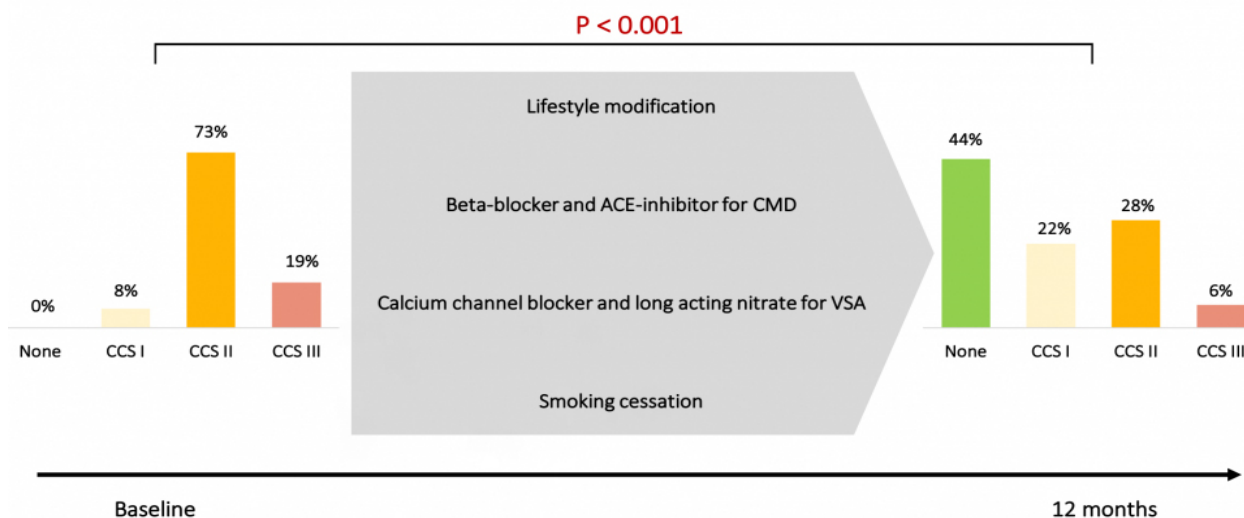 P < 0.001
0%
8%
73%
19%
None
CCS I
CCS II
CCS III
Lifestyle modification
Beta-blocker and ACE-inhibitor for CMD
Calcium channel blocker and long acting nitrate for VSA
Smoking cessation
44%
22%
28%
6%
None
CCS I
CCS II
CCS III
Baseline
12 months